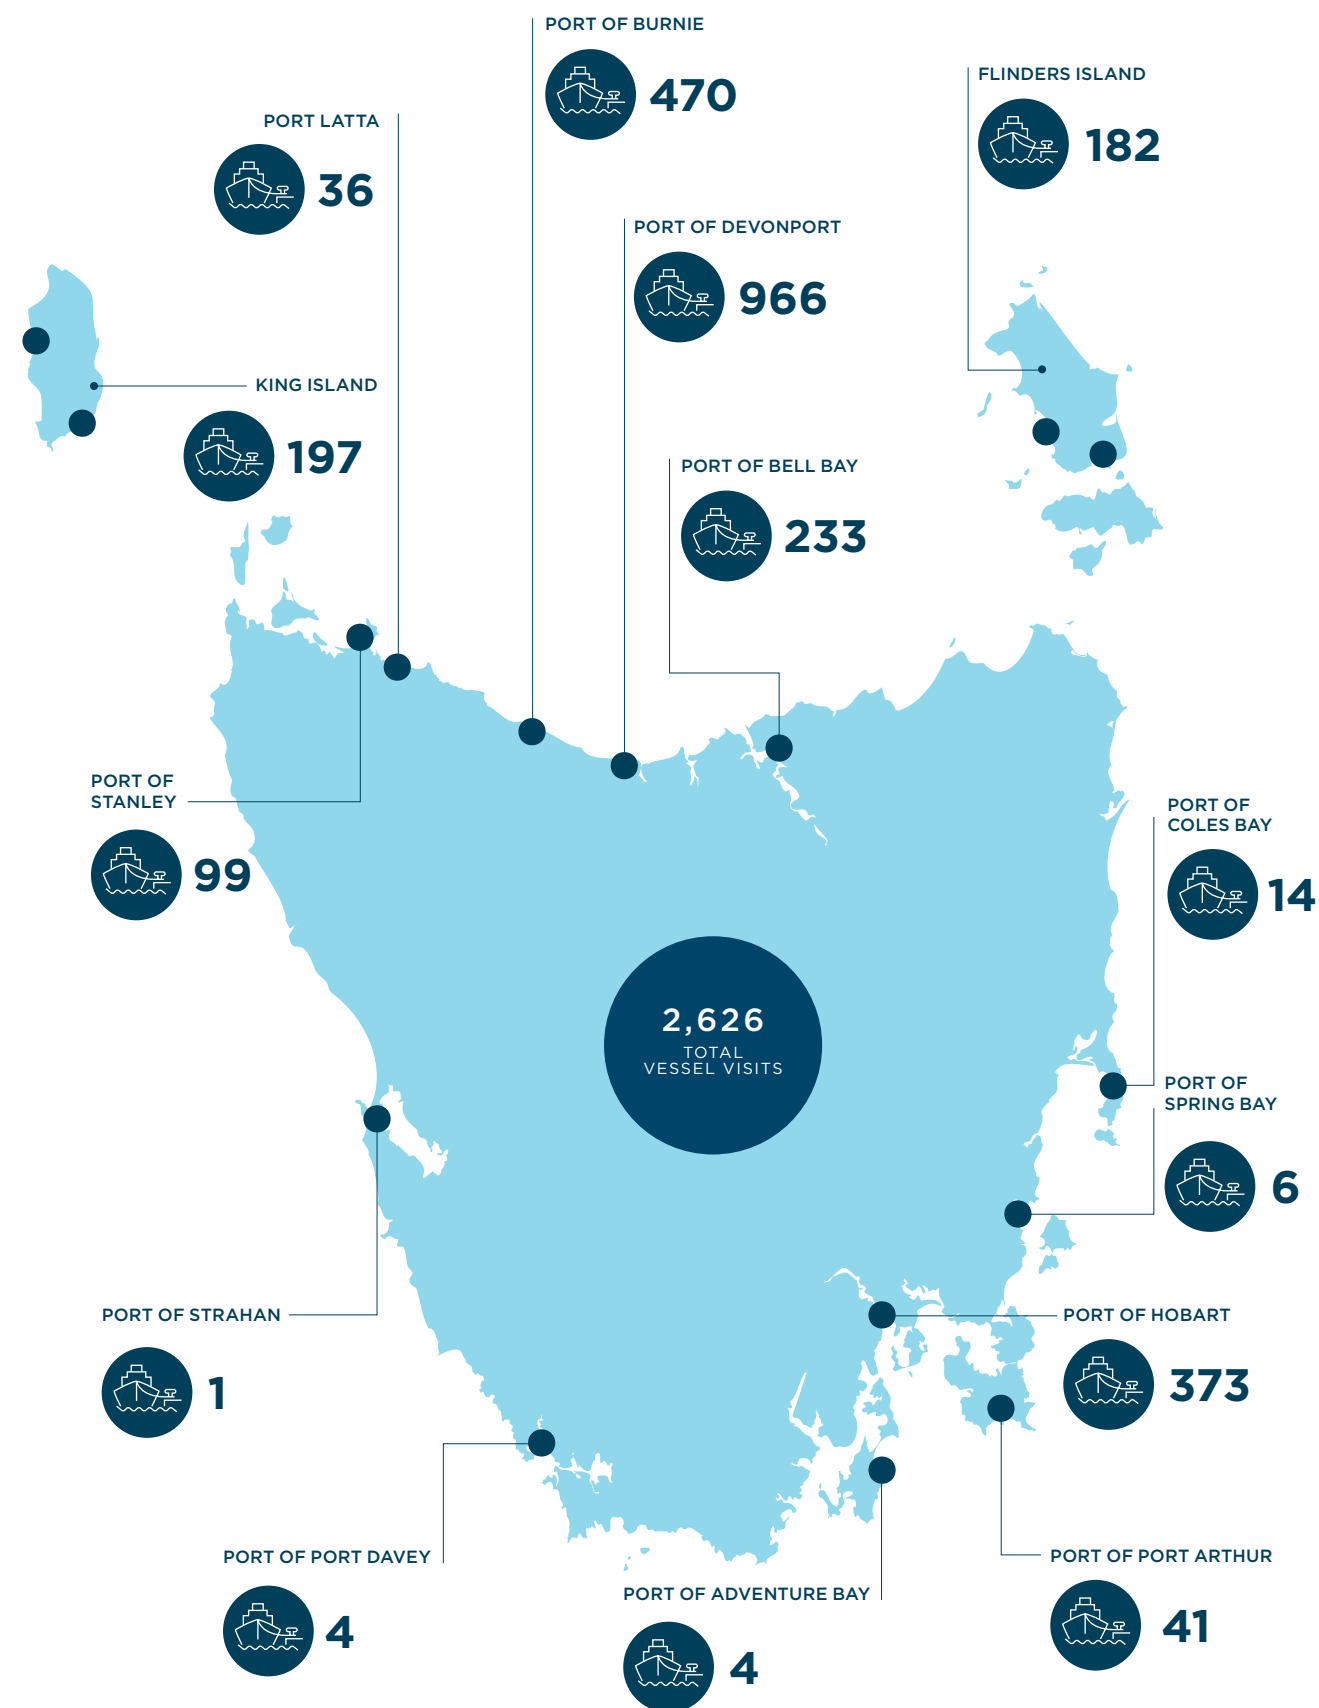 PORT OF BURNIE
470
FLINDERS ISLAND
182
PORT LATTA
36
PORT OF DEVONPORT
966
KING ISLAND
197
PORT OF BELL BAY
233
PORT OF
STANLEY
99
PORT OF
COLES BAY
14
2,626
TOTAL
VESSEL VISITS
PORT OF
SPRING BAY
6
PORT OF STRAHAN
1
PORT OF HOBART
373
PORT OF PORT DAVEY
4
PORT OF ADVENTURE BAY
4
PORT OF PORT ARTHUR
41